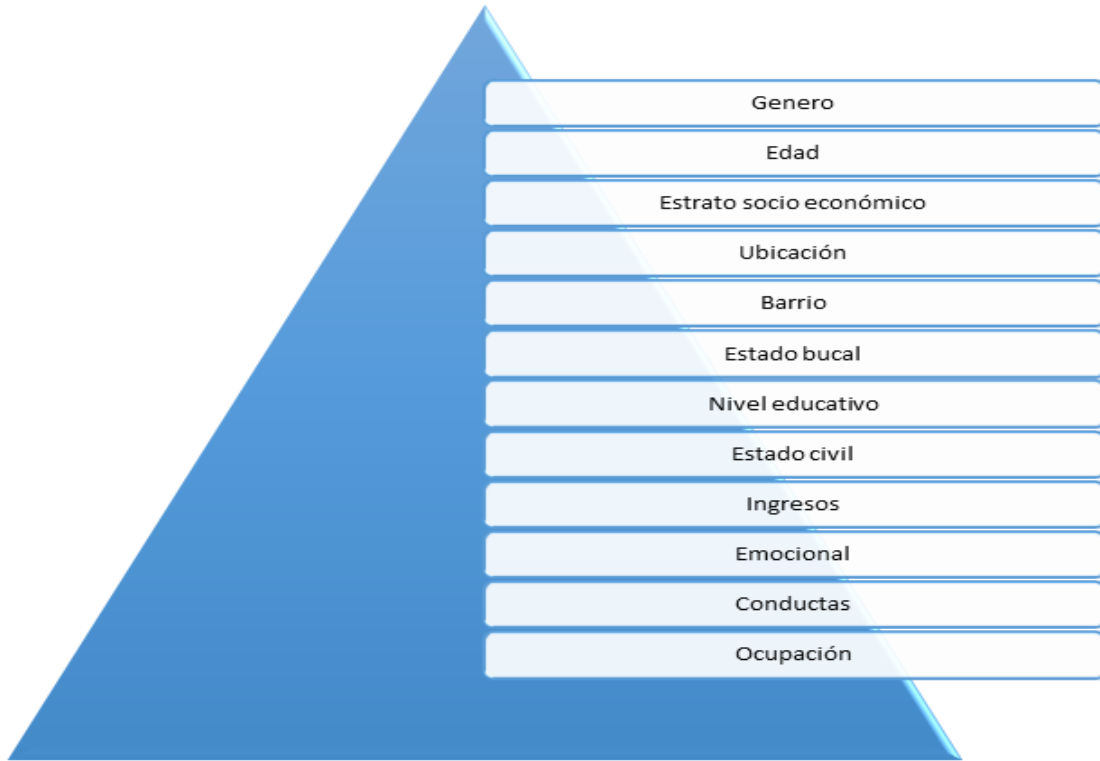 Genero
Edad
Estrato socio económico
Ubicación
Barrio
Estado bucal
Nivel educativo
Estado civil
Ingresos
Emocional
Conductas
Ocupación